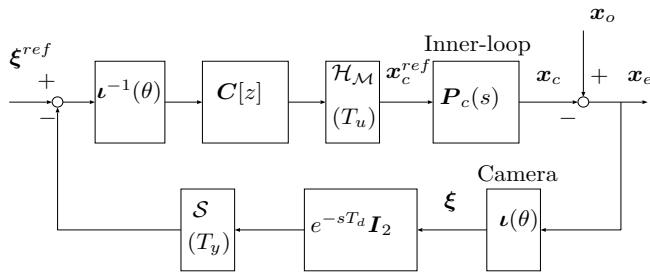 x_o
Inner-loop
ξ^{ref}
+
−
ι^{-1}(θ)
C[z]
H_M
(T_u)
x_c^{ref}
P_c(s)
x_c
−
+
x_e
Camera
S
(T_y)
e^{-sT_d} I_2
ξ
ι(θ)